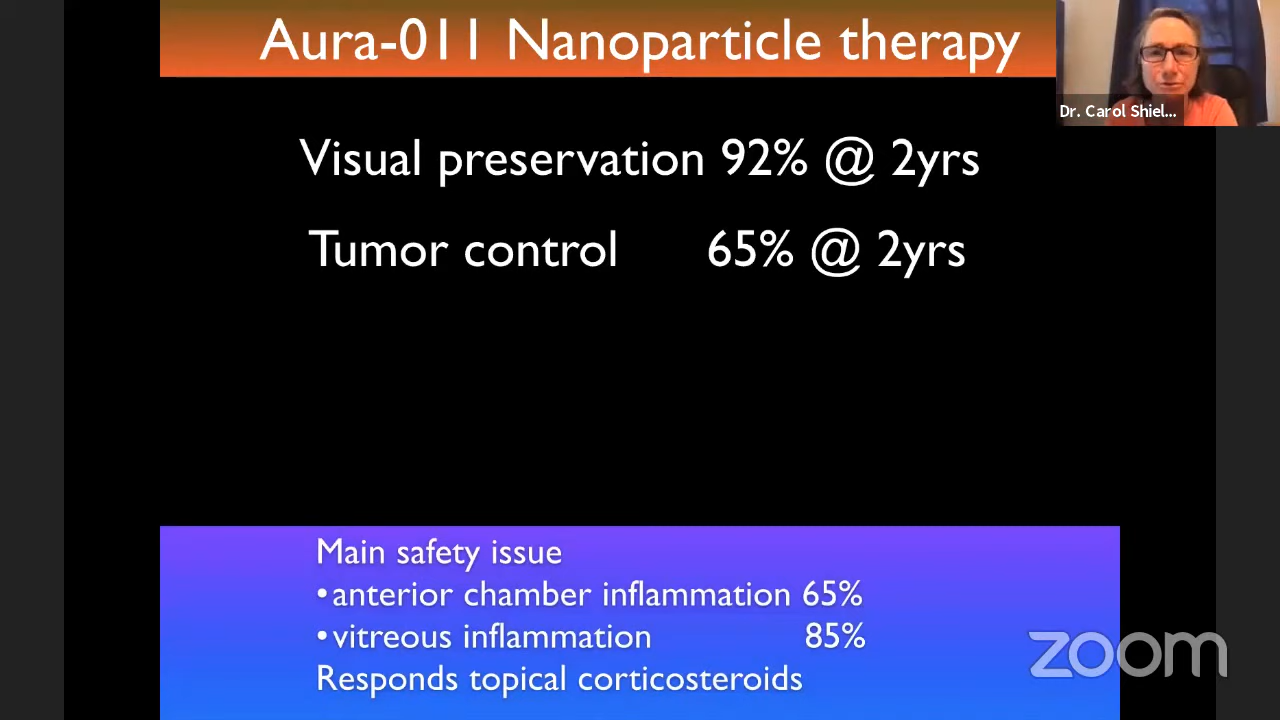 Aura-011 Nanoparticle therapy
Dr. Carol Shiel...
Visual preservation 92% @ 2yrs
Tumor control 65% @ 2yrs
Main safety issue
•anterior chamber inflammation 65%
•vitreous inflammation 85%
Responds topical corticosteroids
zoom